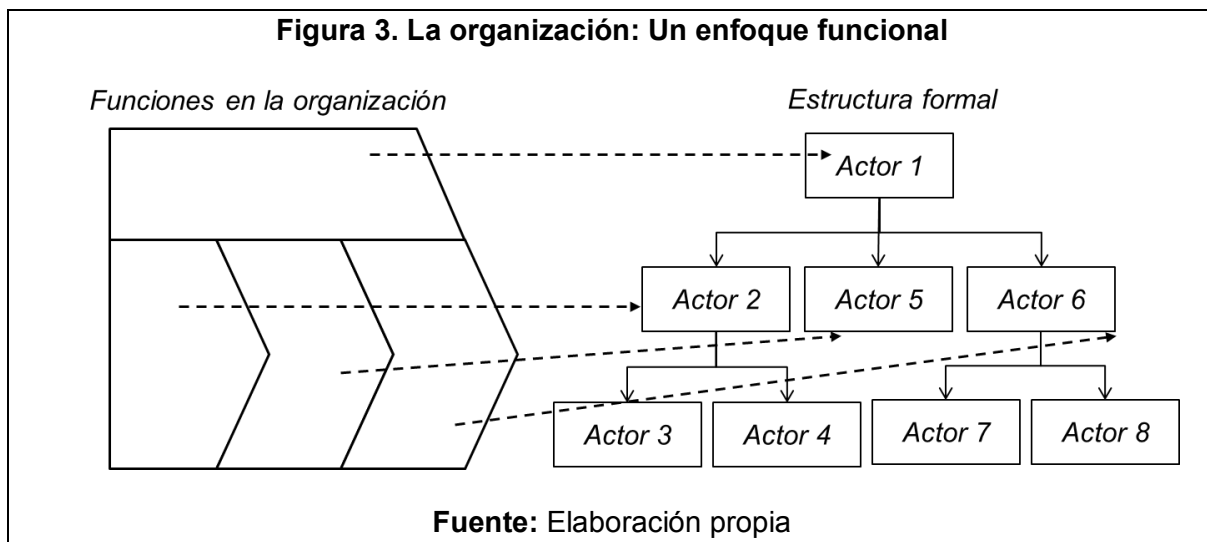 Figura 3. La organización: Un enfoque funcional
Funciones en la organización
Estructura formal
Actor 1
Actor 2
Actor 5
Actor 6
Actor 3
Actor 4
Actor 7
Actor 8
Fuente: Elaboración propia